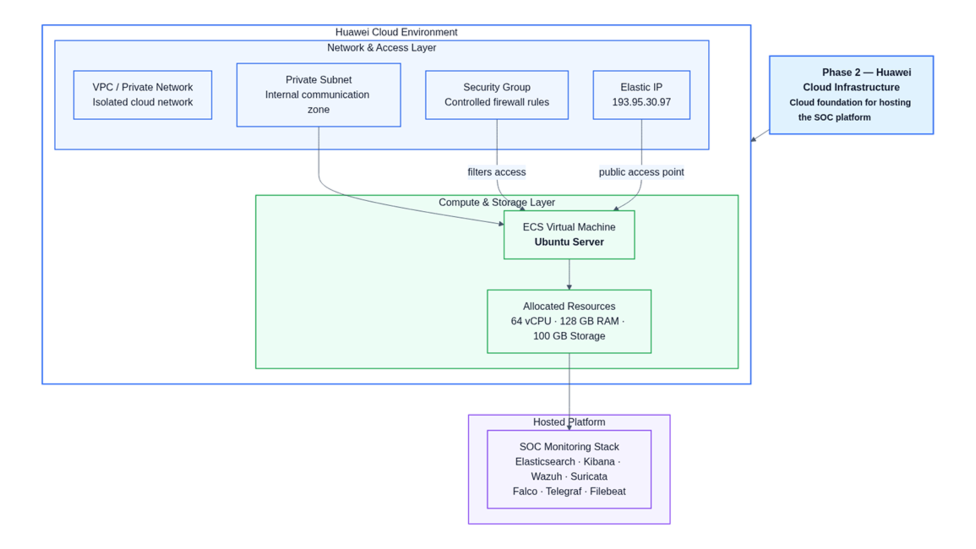 Huawei Cloud Environment
Network & Access Layer
VPC / Private Network
Isolated cloud network
Private Subnet
Internal communication
zone
Security Group
Controlled firewall rules
Elastic IP
193.95.30.97
Phase 2 — Huawei
Cloud Infrastructure
Cloud foundation for hosting
the SOC platform
filters access
public access point
Compute & Storage Layer
ECS Virtual Machine
Ubuntu Server
Allocated Resources
64 vCPU · 128 GB RAM ·
100 GB Storage
Hosted Platform
SOC Monitoring Stack
Elasticsearch · Kibana ·
Wazuh · Suricata
Falco · Telegraf · Filebeat